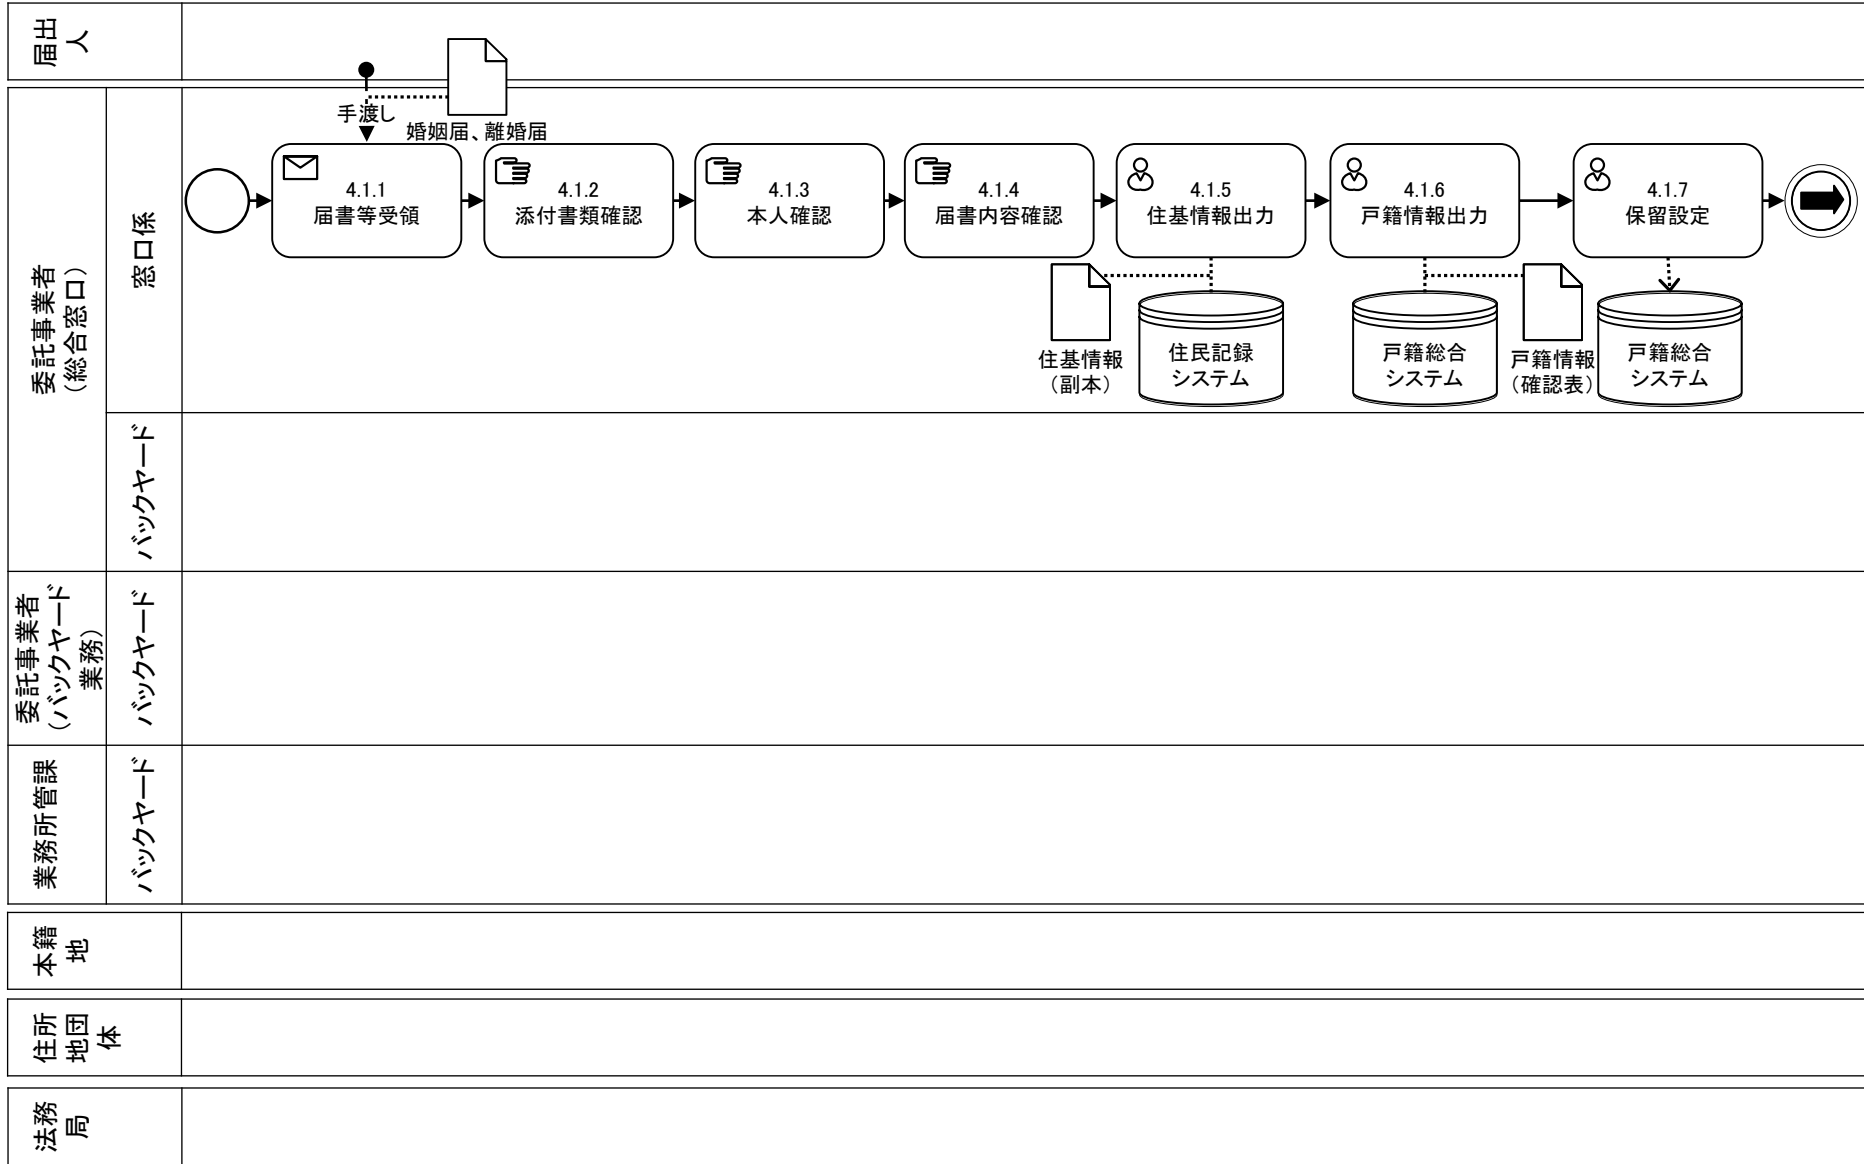 届出
人
手渡し
婚姻届、離婚届
委託事業者
（総合窓口）
窓口係
4.1.1
届書等受領
4.1.2
添付書類確認
4.1.3
本人確認
4.1.4
届書内容確認
4.1.5
住基情報出力
4.1.6
戸籍情報出力
4.1.7
保留設定
住基情報
（副本）
住民記録
システム
戸籍総合
システム
戸籍情報
（確認表）
戸籍総合
システム
バックヤード
委託事業者
（バックヤード
業務）
バックヤード
業務所管課
バックヤード
本籍
地
住所
地団
体
法務
局